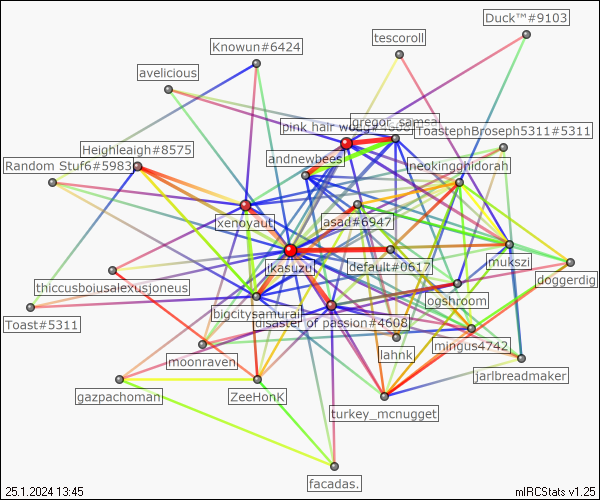 Duck™#9103
tescoroll
Knowun#6424
avelicious
gregor_samsa
pink hair
ToastephBroseph5311#5311
Heighleaigh#8575
andnewbees
neokingghidorah
Random Stuf6#5983
xenoyaut
asad#6947
mukszi
ikasuzu
default#0617
doggerdig
thiccusboiusalexusjoneus
ogshroom
bigcitysamurai
Toast#5311
disaster of passion#4608
mingus4742
lahnk
moonraven
jarlbreadmaker
gazpachoman
ZeeHonK
turkey_mcnugget
facadas.
25.1.2024 13:45
mIRCStats v1.25